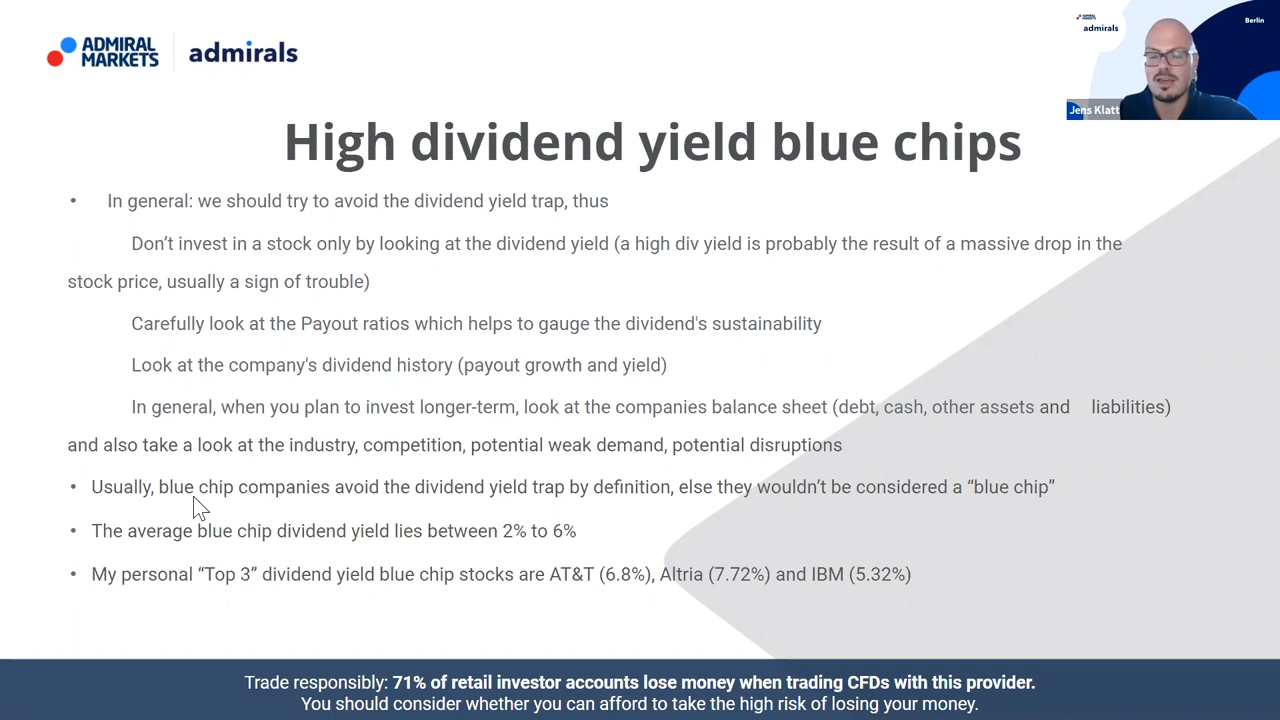 ADMIRAL
MARKETS
admirals
ADMIRAL
MARKETS
admirals
Berlin
Jens Klatt
High dividend yield blue chips
• In general: we should try to avoid the dividend yield trap, thus
Don’t invest in a stock only by looking at the dividend yield (a high div yield is probably the result of a massive drop in the
stock price, usually a sign of trouble)
Carefully look at the Payout ratios which helps to gauge the dividend's sustainability
Look at the company's dividend history (payout growth and yield)
In general, when you plan to invest longer-term, look at the companies balance sheet (debt, cash, other assets and liabilities)
and also take a look at the industry, competition, potential weak demand, potential disruptions
• Usually, blue chip companies avoid the dividend yield trap by definition, else they wouldn’t be considered a “blue chip”
• The average blue chip dividend yield lies between 2% to 6%
• My personal “Top 3” dividend yield blue chip stocks are AT&T (6.8%), Altria (7.72%) and IBM (5.32%)
Trade responsibly: 71% of retail investor accounts lose money when trading CFDs with this provider.
You should consider whether you can afford to take the high risk of losing your money.